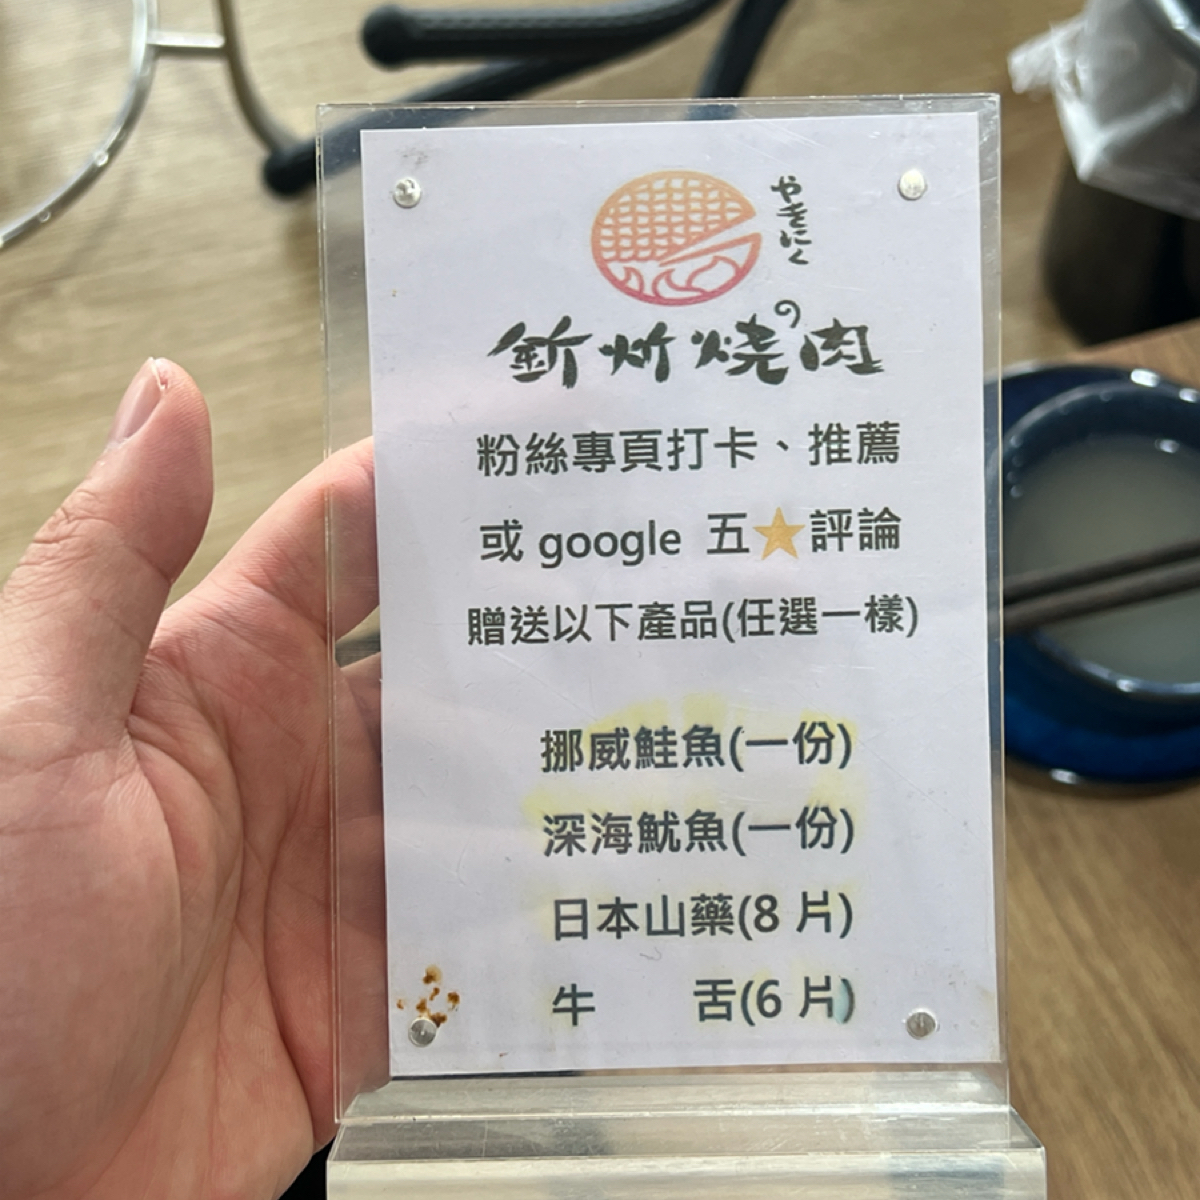 やきにく
釿炘燒の肉
粉絲專頁打卡、推薦
或 google 五⭐評論
贈送以下產品(任選一樣)
挪威鮭魚(一份)
深海魷魚(一份)
日本山藥(8 片)
牛 舌(6 片)